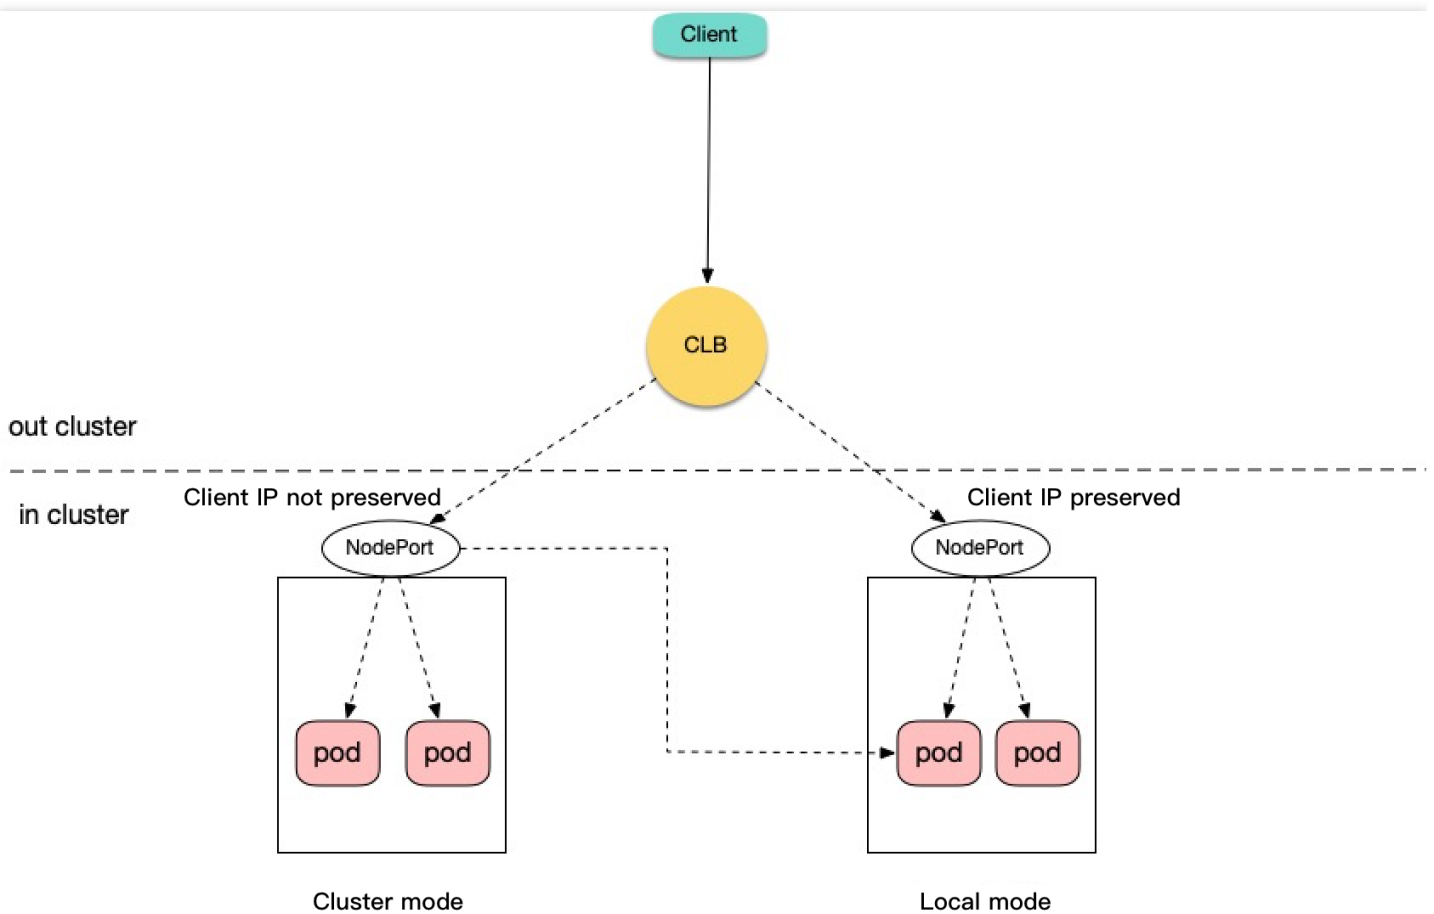 Client
CLB
out cluster
Client IP not preserved
Client IP preserved
in cluster
NodePort
NodePort
pod
pod
pod
pod
Cluster mode
Local mode